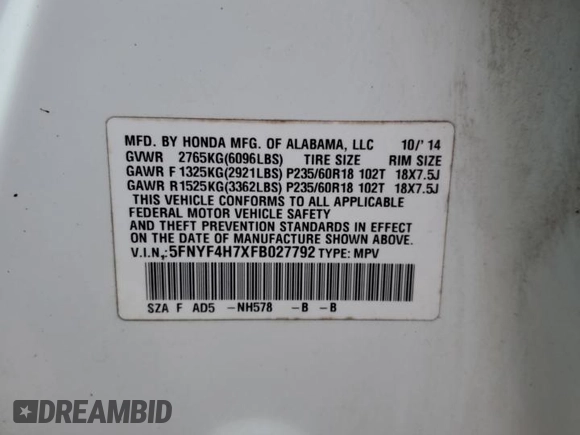 MFD. BY HONDA MFG. OF ALABAMA, LLC 10/'14
GVWR 2765KG(6096LBS) TIRE SIZE RIM SIZE
GAWR F 1325KG(2921LBS) P235/60R18 102T 18X7.5J
GAWR R 1525KG(3362LBS) P235/60R18 102T 18X7.5J
THIS VEHICLE CONFORMS TO ALL APPLICABLE
FEDERAL MOTOR VEHICLE SAFETY
AND THEFT PREVENTION STANDARDS IN EFFECT ON
THE DATE OF MANUFACTURE SHOWN ABOVE.
V.I.N.:5FNYF4H7XFB027792 TYPE: MPV
SZA F AD5 -NH578 -B -B
DREAMBID